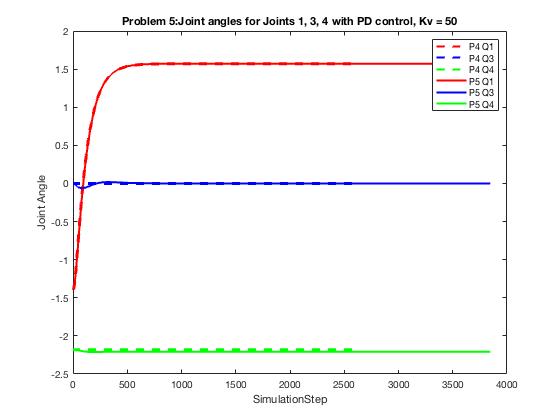 Problem 5:Joint angles for Joints 1, 3, 4 with PD control, Kv = 50
2
1.5
1
0.5
0
-0.5
-1
-1.5
-2
-2.5
Joint Angle
P4 Q1
P4 Q3
P4 Q4
P5 Q1
P5 Q3
P5 Q4
0
500
1000
1500
2000
2500
3000
3500
4000
SimulationStep